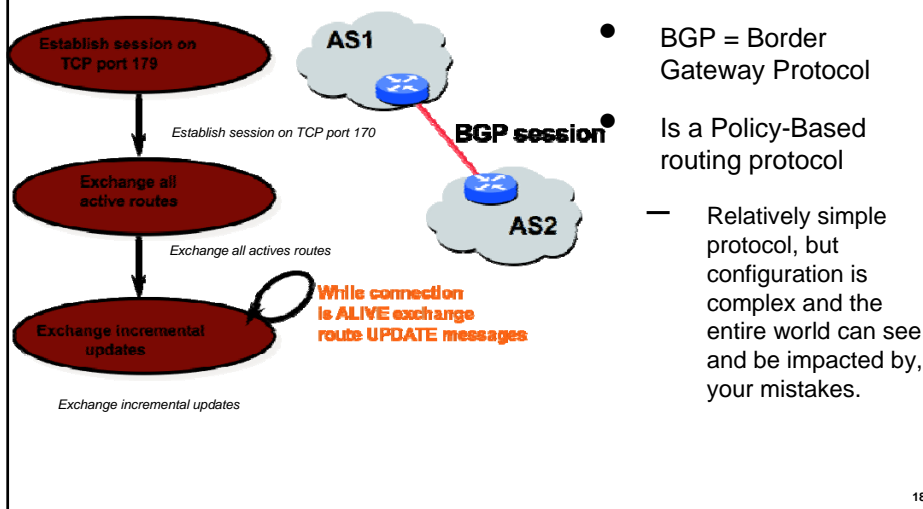 Establish session on
TCP port 179
Establish session on TCP port 170
Exchange all
active routes
Exchange all actives routes
Exchange incremental
updates
Exchange incremental updates
While connection
is ALIVE exchange
route UPDATE messages
AS1
BGP session
AS2
• BGP = Border
Gateway Protocol
• Is a Policy-Based
routing protocol
— Relatively simple
protocol, but
configuration is
complex and the
entire world can see
and be impacted by,
your mistakes.
18